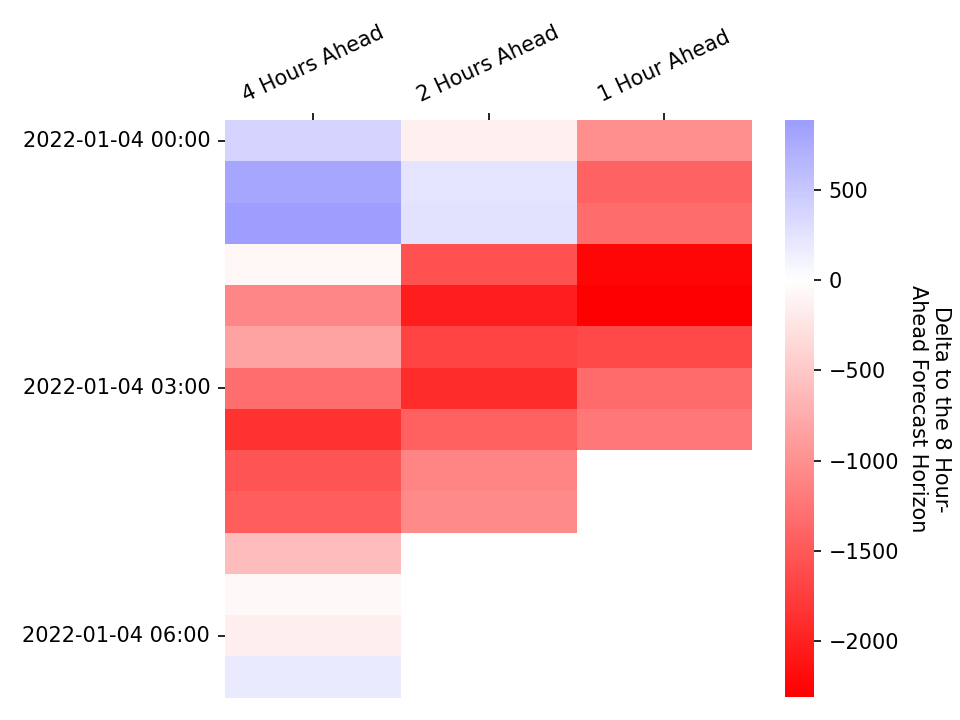 4 Hours Ahead
2 Hours Ahead
1 Hour Ahead
2022-01-04 00:00
2022-01-04 03:00
2022-01-04 06:00
500
0
−500
−1000
−1500
−2000
Delta to the 8 Hour-
Ahead Forecast Horizon